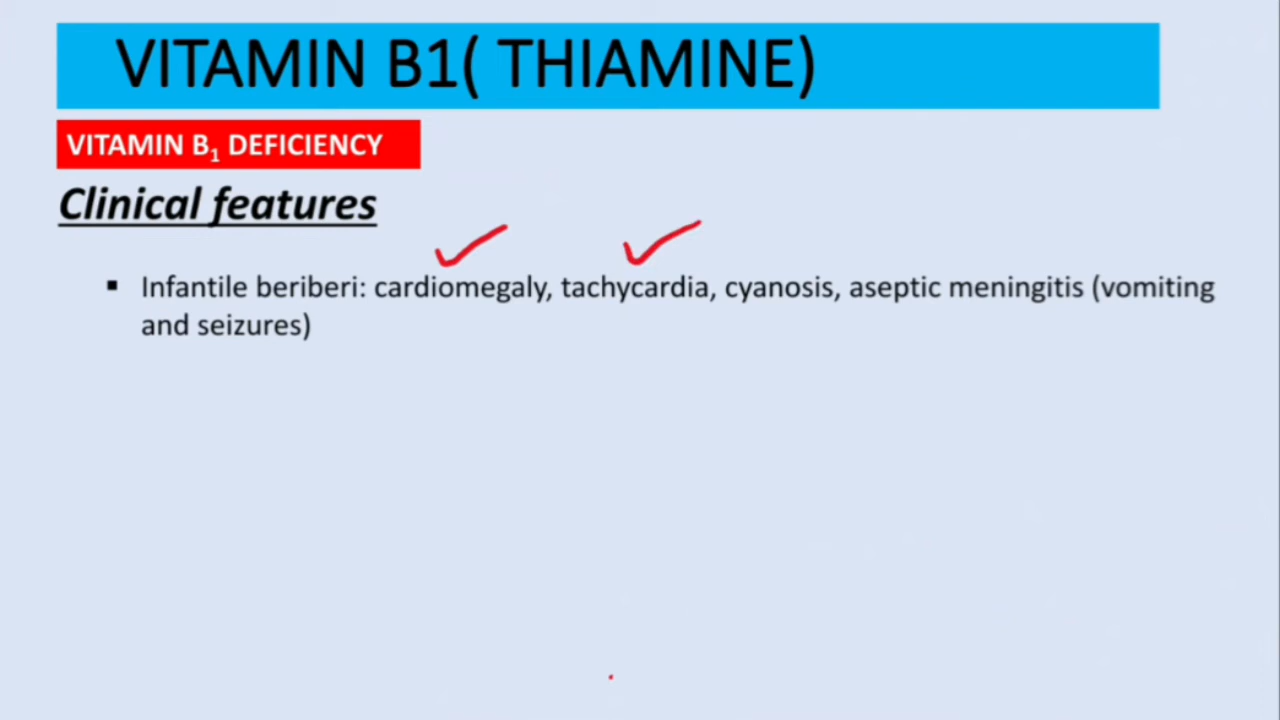 VITAMIN B1( THIAMINE)
VITAMIN B₁ DEFICIENCY
Clinical features
▪ Infantile beriberi: cardiomegaly, tachycardia, cyanosis, aseptic meningitis (vomiting
and seizures)